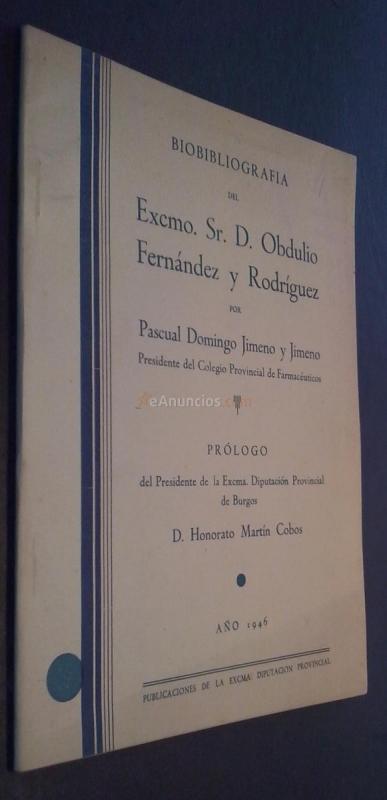 BIOBIBLIOGRAFIA
DEL
Excmo. Sr. D. Obdulio
Fernández y Rodríguez
POR
Pascual Domingo Jimeno y Jimeno
Presidente del Colegio Provincial de Farmacéuticos
eAnuncios.com
PRÓLOGO
del Presidente de la Excma. Diputación Provincial
de Burgos
D. Honorato Martín Cobos
AÑO 1946
PUBLICACIONES DE LA EXCMA. DIPUTACION PROVINCIAL